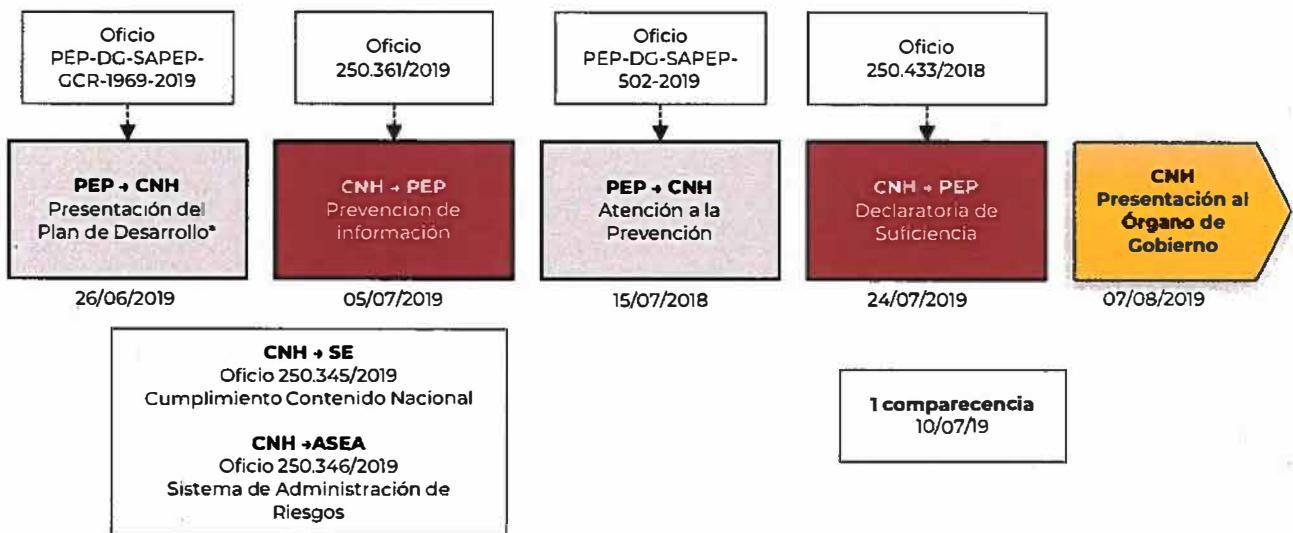 Oficio
PEP-DG-SAPEP-
GCR-1969-2019
Oficio
250.361/2019
Oficio
PEP-DG-SAPEP-
502-2019
Oficio
250.433/2018
PEP → CNH
Presentación del
Plan de Desarrollo*
26/06/2019
CNH → PEP
Prevencion de
información
05/07/2019
PEP → CNH
Atención a la
Prevención
15/07/2018
CNH → PEP
Declaratoria de
Suficiencia
24/07/2019
CNH
Presentación al
Órgano de
Gobierno
07/08/2019
CNH → SE
Oficio 250.345/2019
Cumplimiento Contenido Nacional
CNH →ASEA
Oficio 250.346/2019
Sistema de Administración de
Riesgos
1 comparecencia
10/07/19